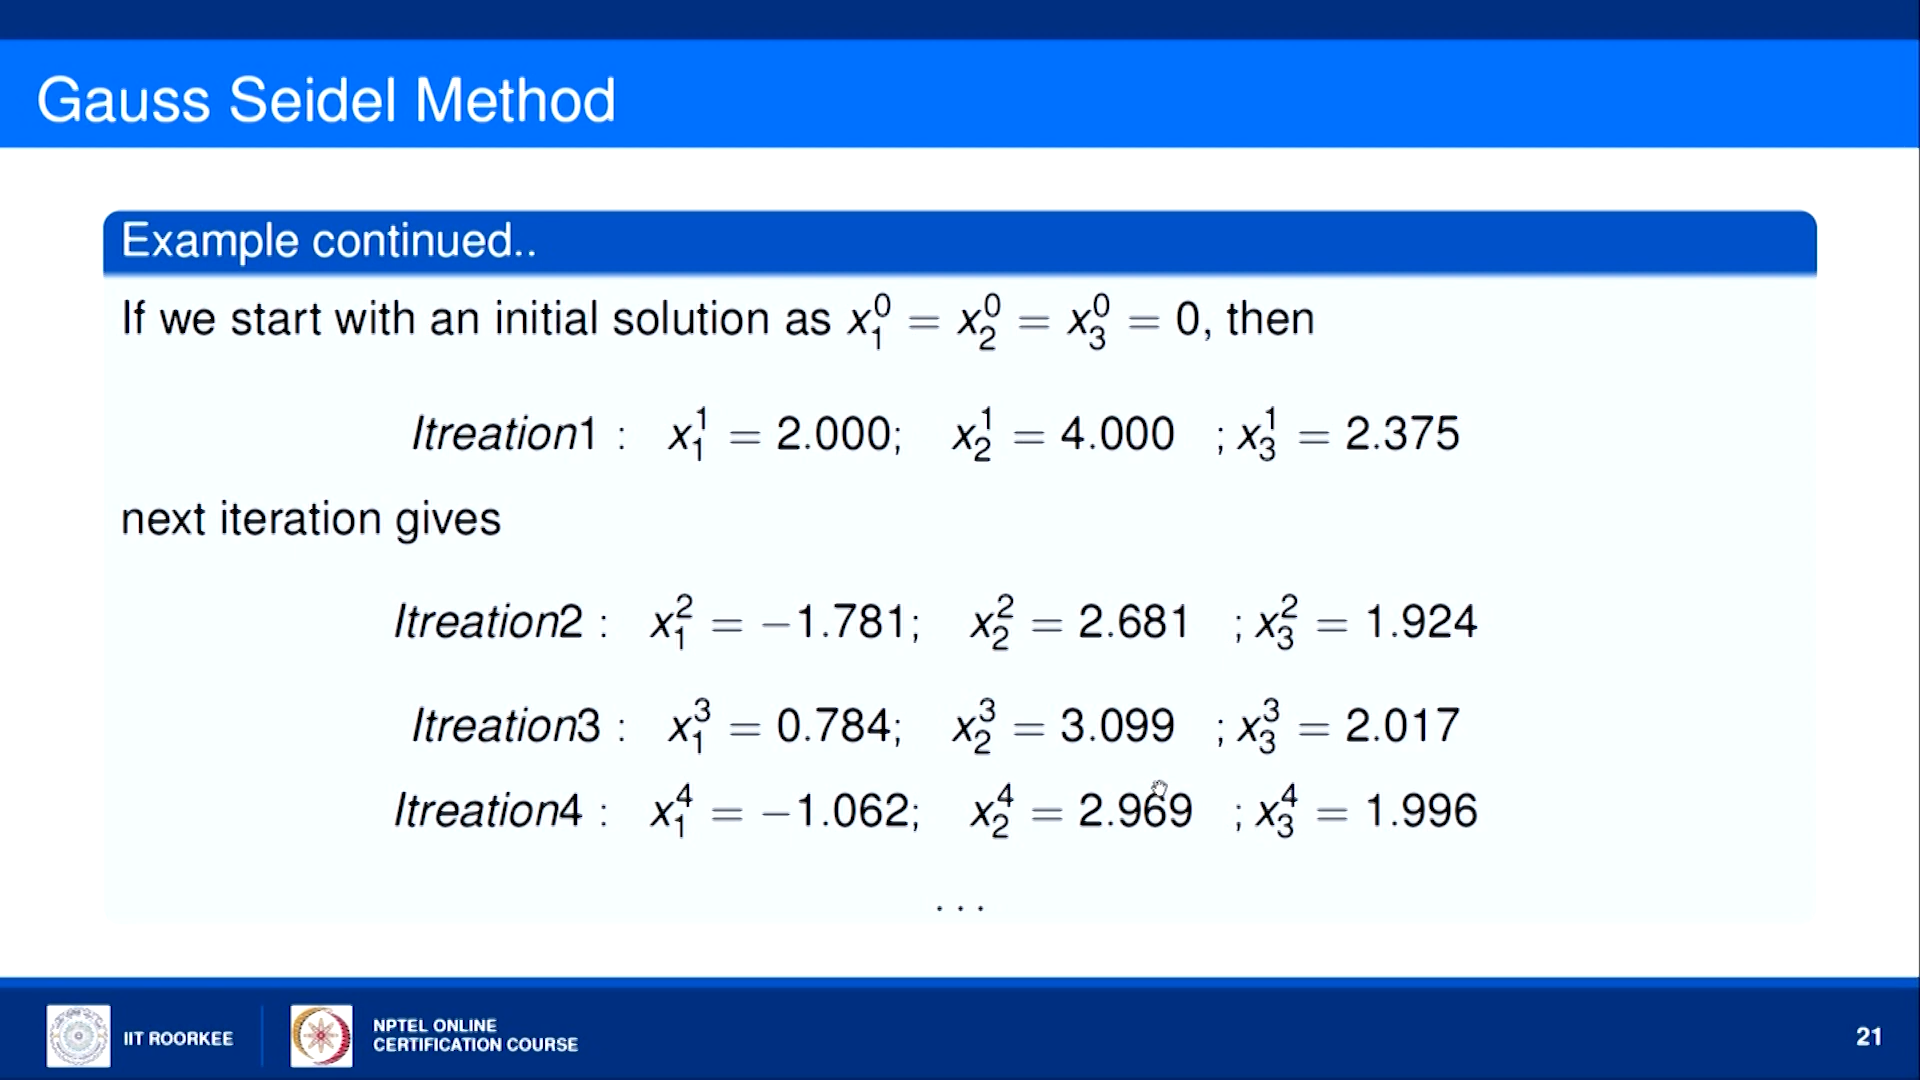 Gauss Seidel Method
Example continued..
If we start with an initial solution as x₁⁰ = x₂⁰ = x₃⁰ = 0, then
Itreation1 : x₁¹ = 2.000; x₂¹ = 4.000 ; x₃¹ = 2.375
next iteration gives
Itreation2 : x₁² = −1.781; x₂² = 2.681 ; x₃² = 1.924
Itreation3 : x₁³ = 0.784; x₂³ = 3.099 ; x₃³ = 2.017
Itreation4 : x₁⁴ = −1.062; x₂⁴ = 2.969 ; x₃⁴ = 1.996
...
IIT ROORKEE
NPTEL ONLINE
CERTIFICATION COURSE
21